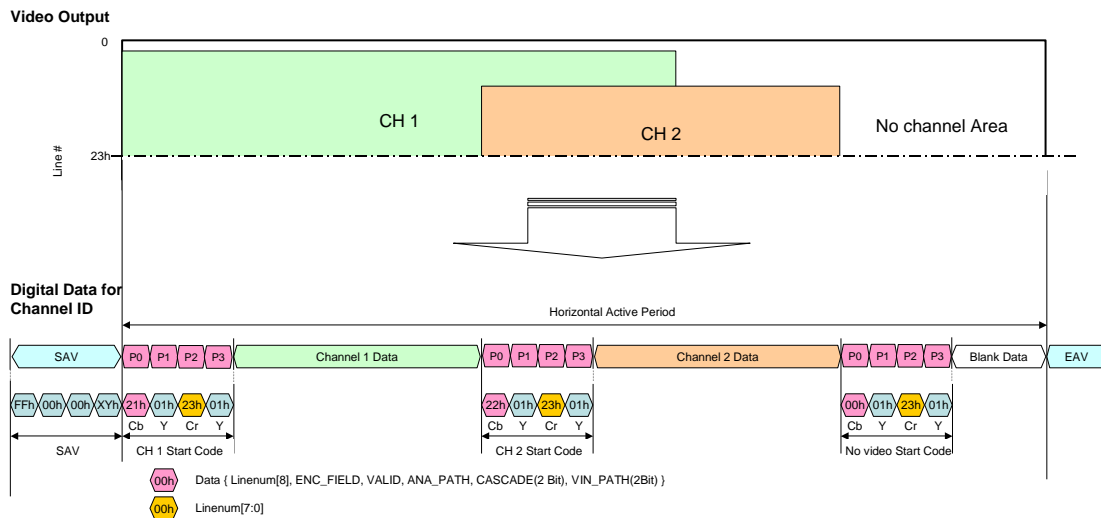 Video Output
0
CH 1
CH 2
No channel Area
Line #
23h
Digital Data for
Channel ID
Horizontal Active Period
SAV P0 P1 P2 P3 Channel 1 Data P0 P1 P2 P3 Channel 2 Data P0 P1 P2 P3 Blank Data EAV
FFh 00h 00h XYh 21h 01h 23h 01h 22h 01h 23h 01h 00h 01h 23h 01h
Cb Y Cr Y Cb Y Cr Y Cb Y Cr Y
SAV CH 1 Start Code CH 2 Start Code No video Start Code
00h Data { Linenum[8], ENC_FIELD, VALID, ANA_PATH, CASCADE(2 Bit), VIN_PATH(2Bit) }
00h Linenum[7:0]